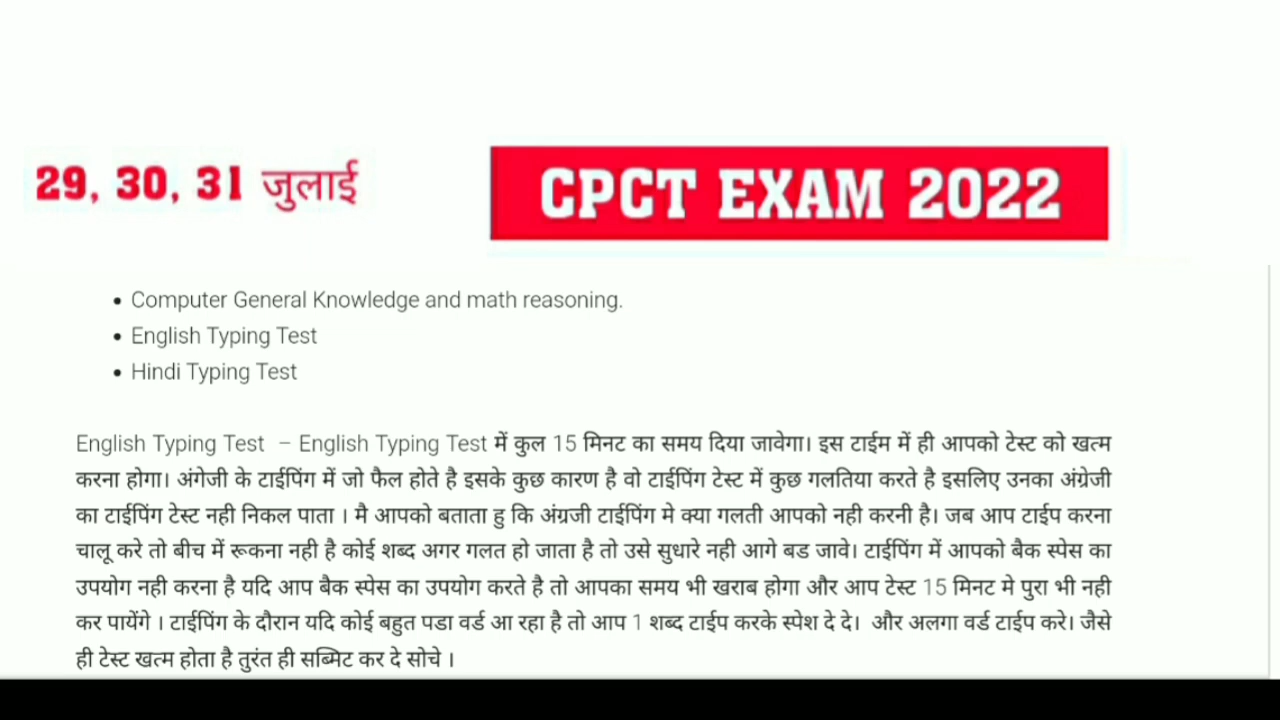 29, 30, 31 जुलाई
CPCT EXAM 2022
• Computer General Knowledge and math reasoning.
• English Typing Test
• Hindi Typing Test
English Typing Test – English Typing Test में कुल 15 मिनट का समय दिया जावेगा। इस टाईम में ही आपको टेस्ट को खत्म
करना होगा। अंगेजी के टाईपिंग में जो फैल होते है इसके कुछ कारण है वो टाईपिंग टेस्ट में कुछ गलतिया करते है इसलिए उनका अंग्रेजी
का टाईपिंग टेस्ट नही निकल पाता । मै आपको बताता हु कि अंग्रजी टाईपिंग मे क्या गलती आपको नही करनी है। जब आप टाईप करना
चालू करे तो बीच में रूकना नही है कोई शब्द अगर गलत हो जाता है तो उसे सुधारे नही आगे बड जावे। टाईपिंग में आपको बैक स्पेस का
उपयोग नही करना है यदि आप बैक स्पेस का उपयोग करते है तो आपका समय भी खराब होगा और आप टेस्ट 15 मिनट मे पुरा भी नही
कर पायेंगे । टाईपिंग के दौरान यदि कोई बहुत पडा वर्ड आ रहा है तो आप 1 शब्द टाईप करके स्पेश दे दे। और अलगा वर्ड टाईप करे। जैसे
ही टेस्ट खत्म होता है तुरंत ही सब्मिट कर दे सोचे ।